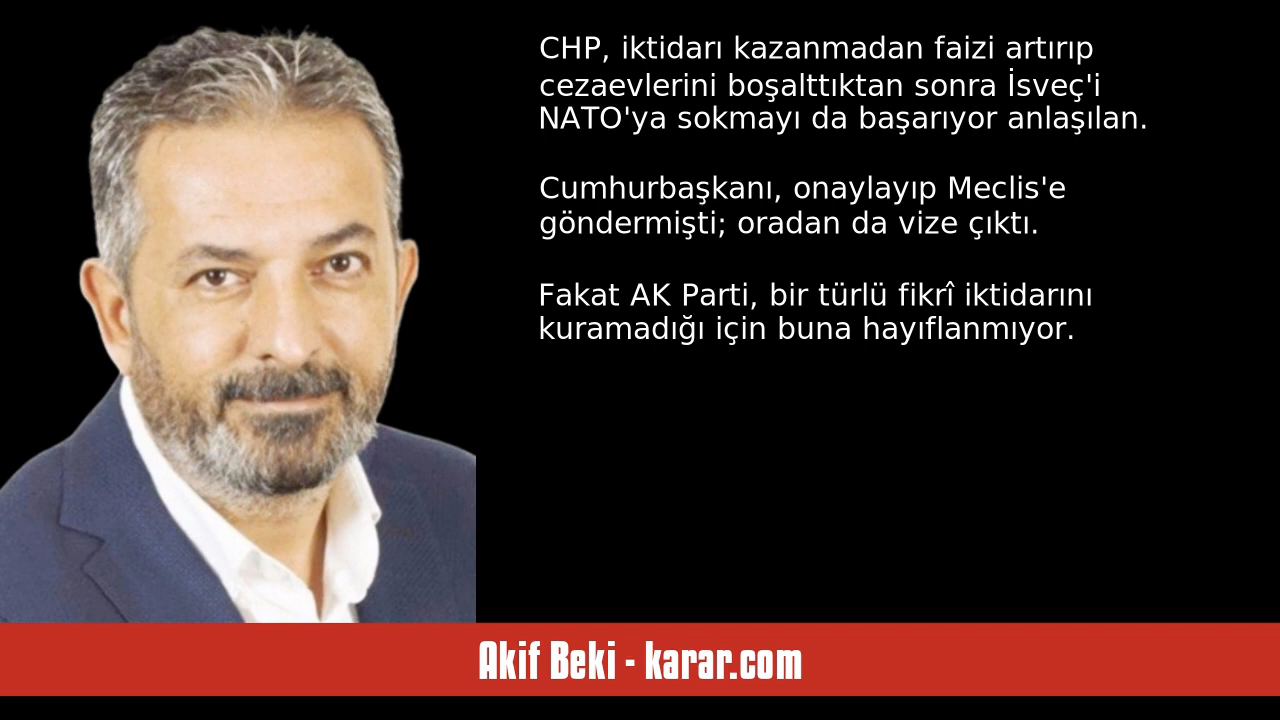 CHP, iktidarı kazanmadan faizi artırıp
cezaevlerini boşalttıktan sonra İsveç'i
NATO'ya sokmayı da başarıyor anlaşılan.
Cumhurbaşkanı, onaylayıp Meclis'e
göndermişti; oradan da vize çıktı.
Fakat AK Parti, bir türlü fikrî iktidarını
kuramadığı için buna hayıflanmıyor.
Akif Beki - karar.com